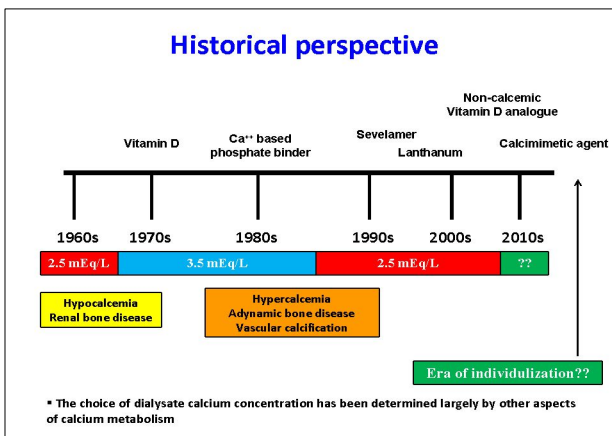 Historical perspective
Non-calcemic
Vitamin D analogue
Vitamin D
Ca++ based
phosphate binder
Sevelamer
Lanthanum
Calcimimetic agent
1960s 1970s 1980s 1990s 2000s 2010s
2.5 mEq/L 3.5 mEq/L 2.5 mEq/L ??
Hypocalcemia
Renal bone disease
Hypercalcemia
Adynamic bone disease
Vascular calcification
Era of individulization??
▪ The choice of dialysate calcium concentration has been determined largely by other aspects
of calcium metabolism